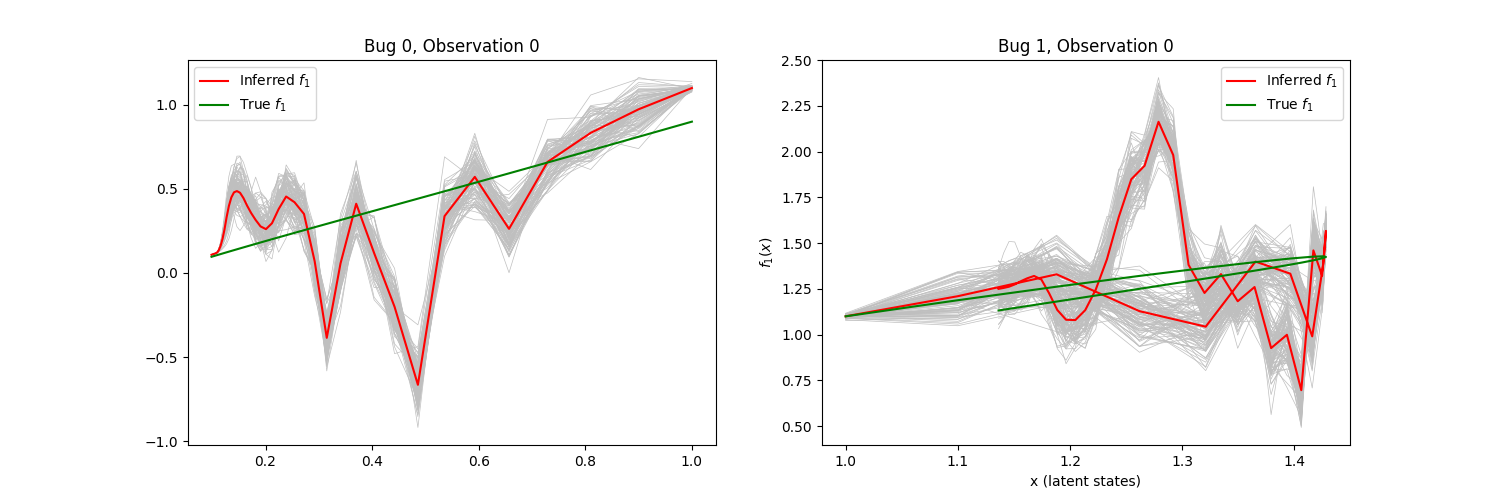 Bug 0, Observation 0
Inferred f₁
True f₁
1.0
0.5
0.0
−0.5
−1.0
0.2 0.4 0.6 0.8 1.0
Bug 1, Observation 0
Inferred f₁
True f₁
f₁(x)
2.50
2.25
2.00
1.75
1.50
1.25
1.00
0.75
0.50
1.0 1.1 1.2 1.3 1.4
x (latent states)